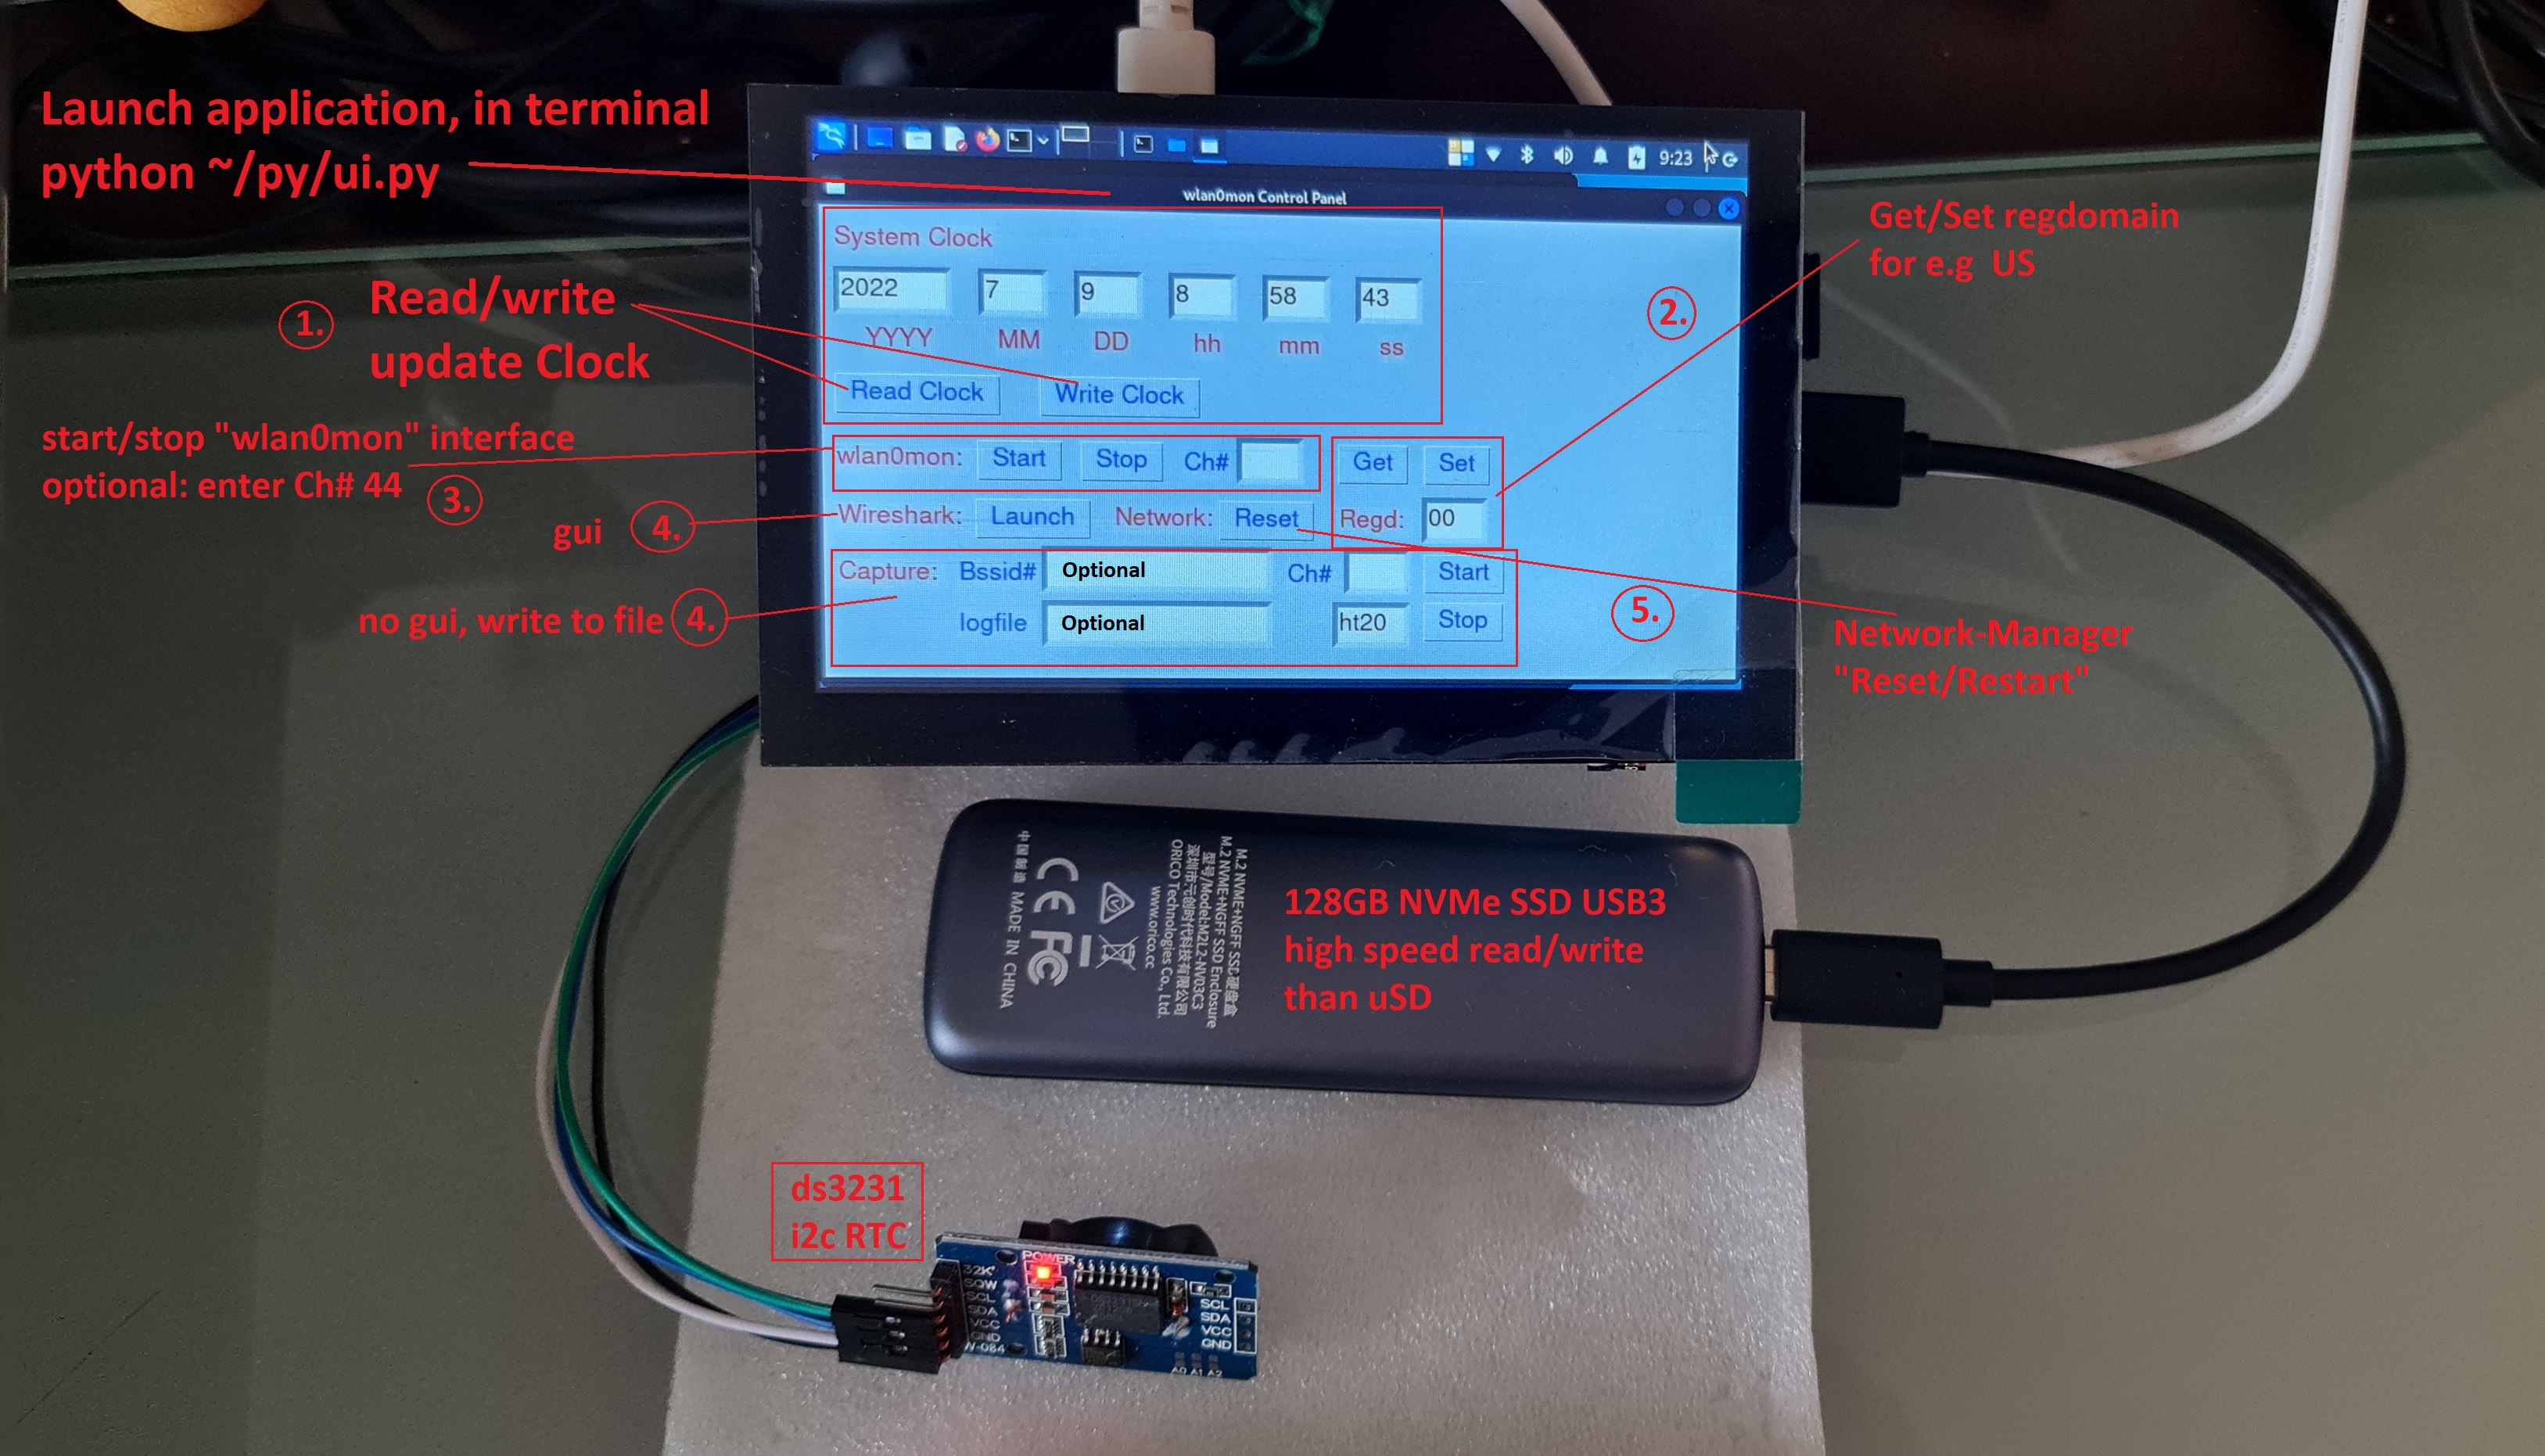 Launch application, in terminal
python ~/py/ui.py
9:23
wlan0mon Control Panel
System Clock
2022 7 9 8 58 43
YYYY MM DD hh mm ss
Read Clock Write Clock
1. Read/write
update Clock
2.
Get/Set regdomain
for e.g US
start/stop "wlan0mon" interface
optional: enter Ch# 44
3.
wlan0mon: Start Stop Ch# Get Set
gui 4.
Wireshark: Launch Network: Reset Regd: 00
Capture: Bssid# Optional Ch# Start
no gui, write to file 4.
logfile Optional ht20 Stop
5.
Network-Manager
"Reset/Restart"
M.2 NVME+NGFF SSD硬盘盒
M.2 NVME+NGFF SSD Enclosure
型号/Model:M2L2-NV03C3
深圳市元创时代科技有限公司
ORICO Technologies Co., Ltd.
www.orico.cc
CE FC
中国制造 MADE IN CHINA
128GB NVMe SSD USB3
high speed read/write
than uSD
ds3231
i2c RTC
POWER
32K
SQW
SCL
SDA
VCC
GND
SCL
SDA
VCC
GND
A0 A1 A2